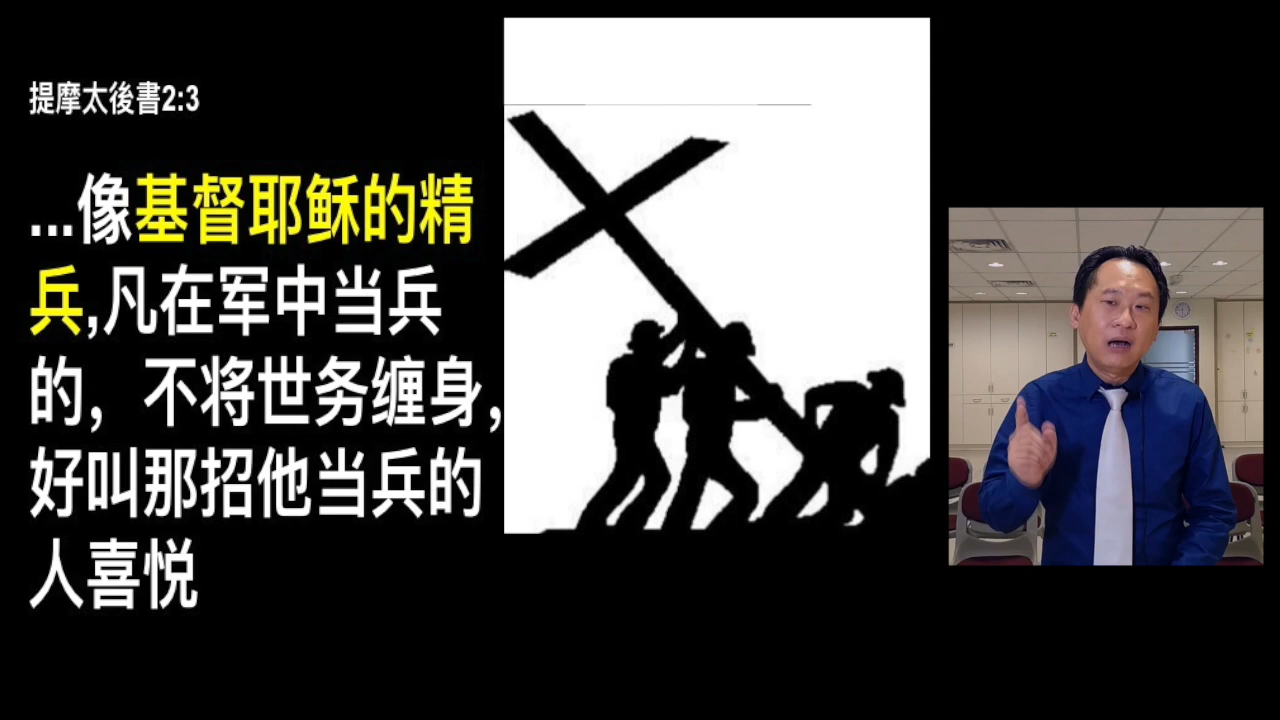 提摩太後書2:3
...像基督耶稣的精
兵,凡在军中当兵
的，不将世务缠身,
好叫那招他当兵的
人喜悦